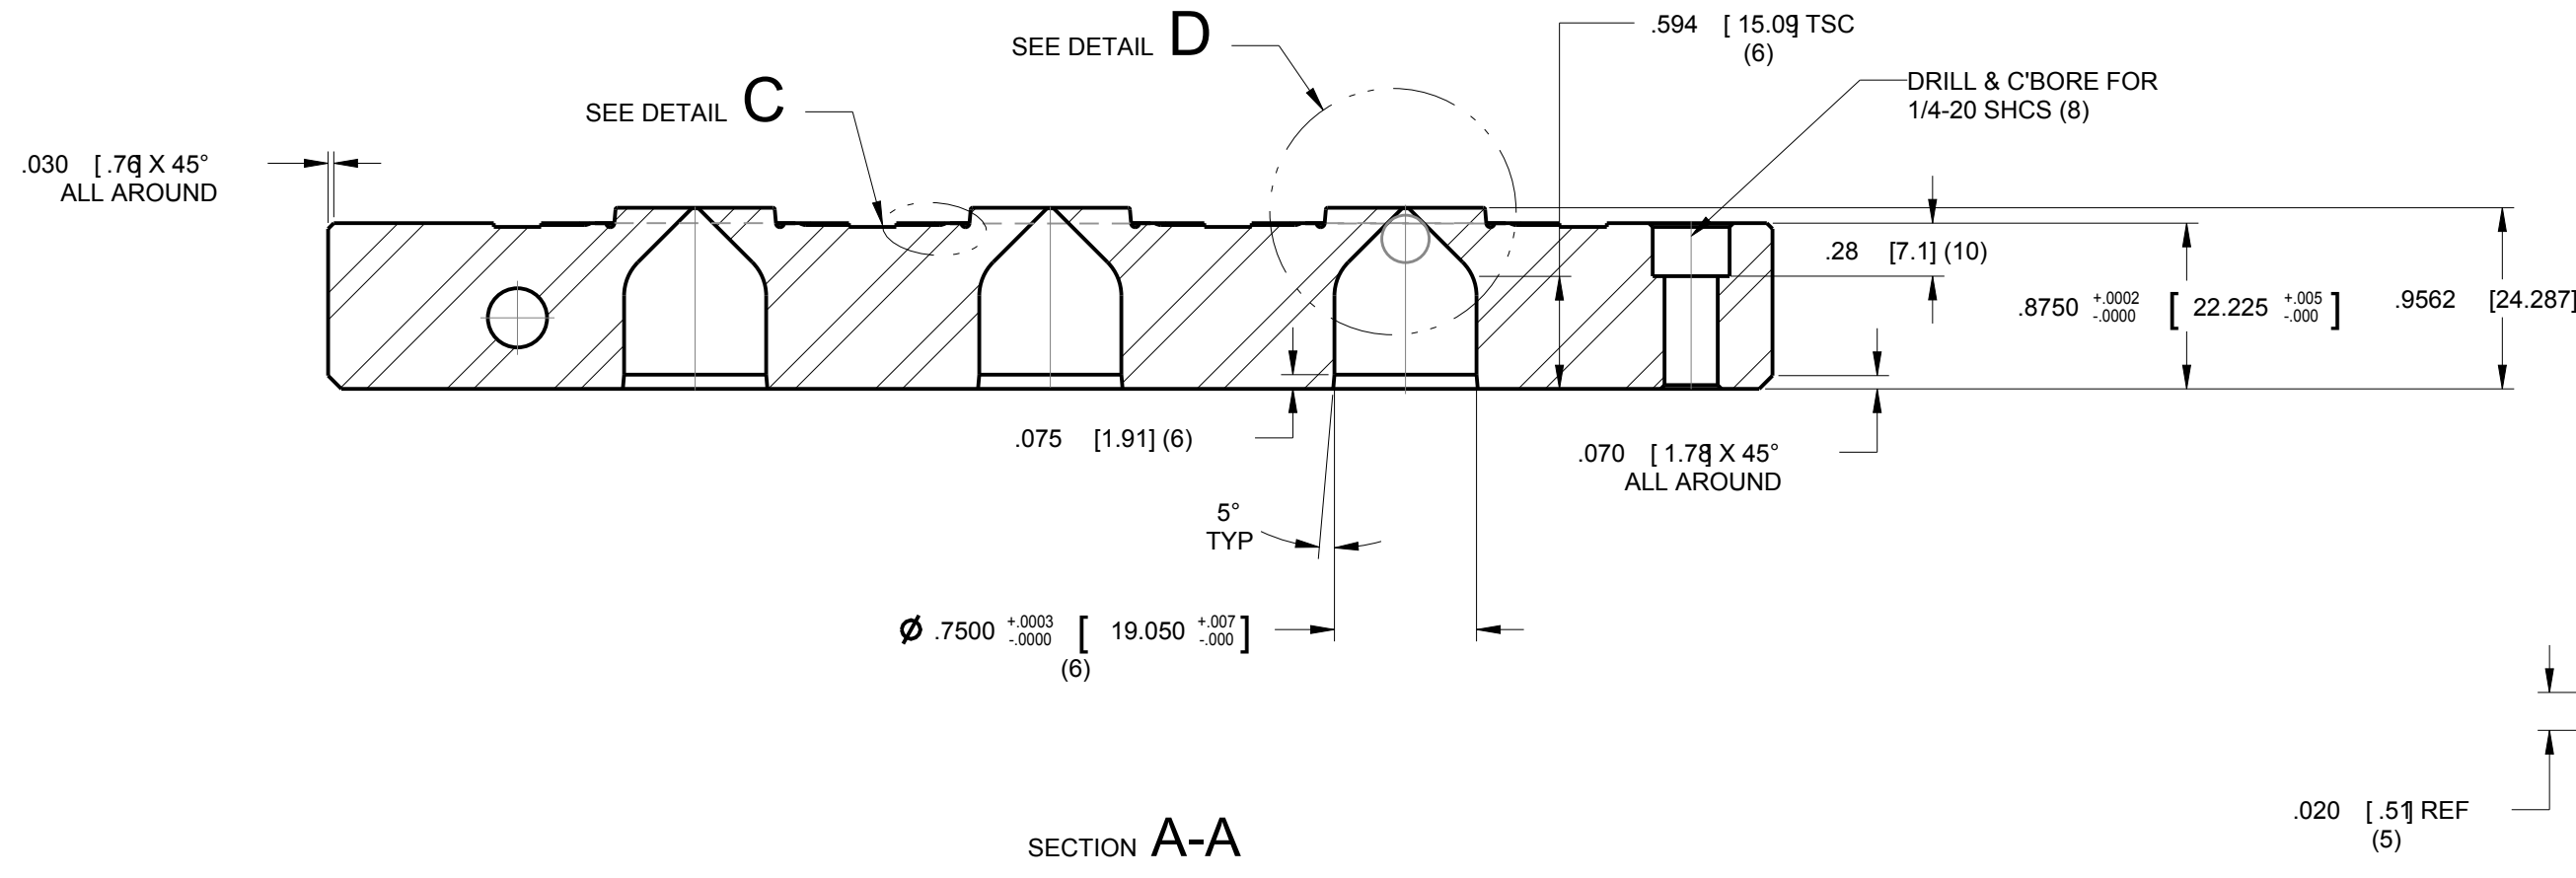 .594 [ 15.09] TSC
(6)
SEE DETAIL D
DRILL & C'BORE FOR
1/4-20 SHCS (8)
SEE DETAIL C
.030 [ .76] X 45°
ALL AROUND
.28 [7.1] (10)
.8750 +.0002 -.0000 [ 22.225 +.005 -.000 ]
.9562 [24.287]
.075 [1.91] (6)
.070 [ 1.78] X 45°
ALL AROUND
5°
TYP
Ø .7500 +.0003 -.0000 [ 19.050 +.007 -.000 ]
(6)
.020 [ .51] REF
(5)
SECTION A-A